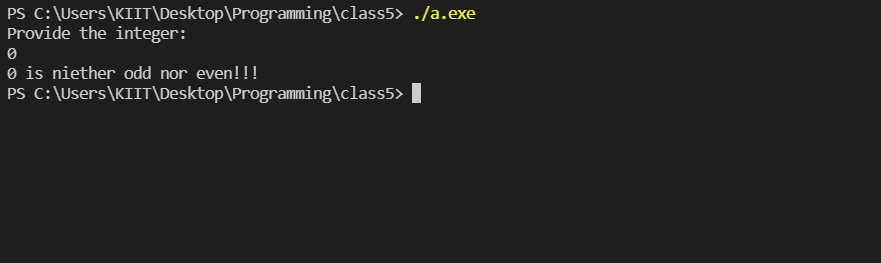 PS C:\Users\KIIT\Desktop\Programming\class5> ./a.exe
Provide the integer:
0
0 is niether odd nor even!!!
PS C:\Users\KIIT\Desktop\Programming\class5>